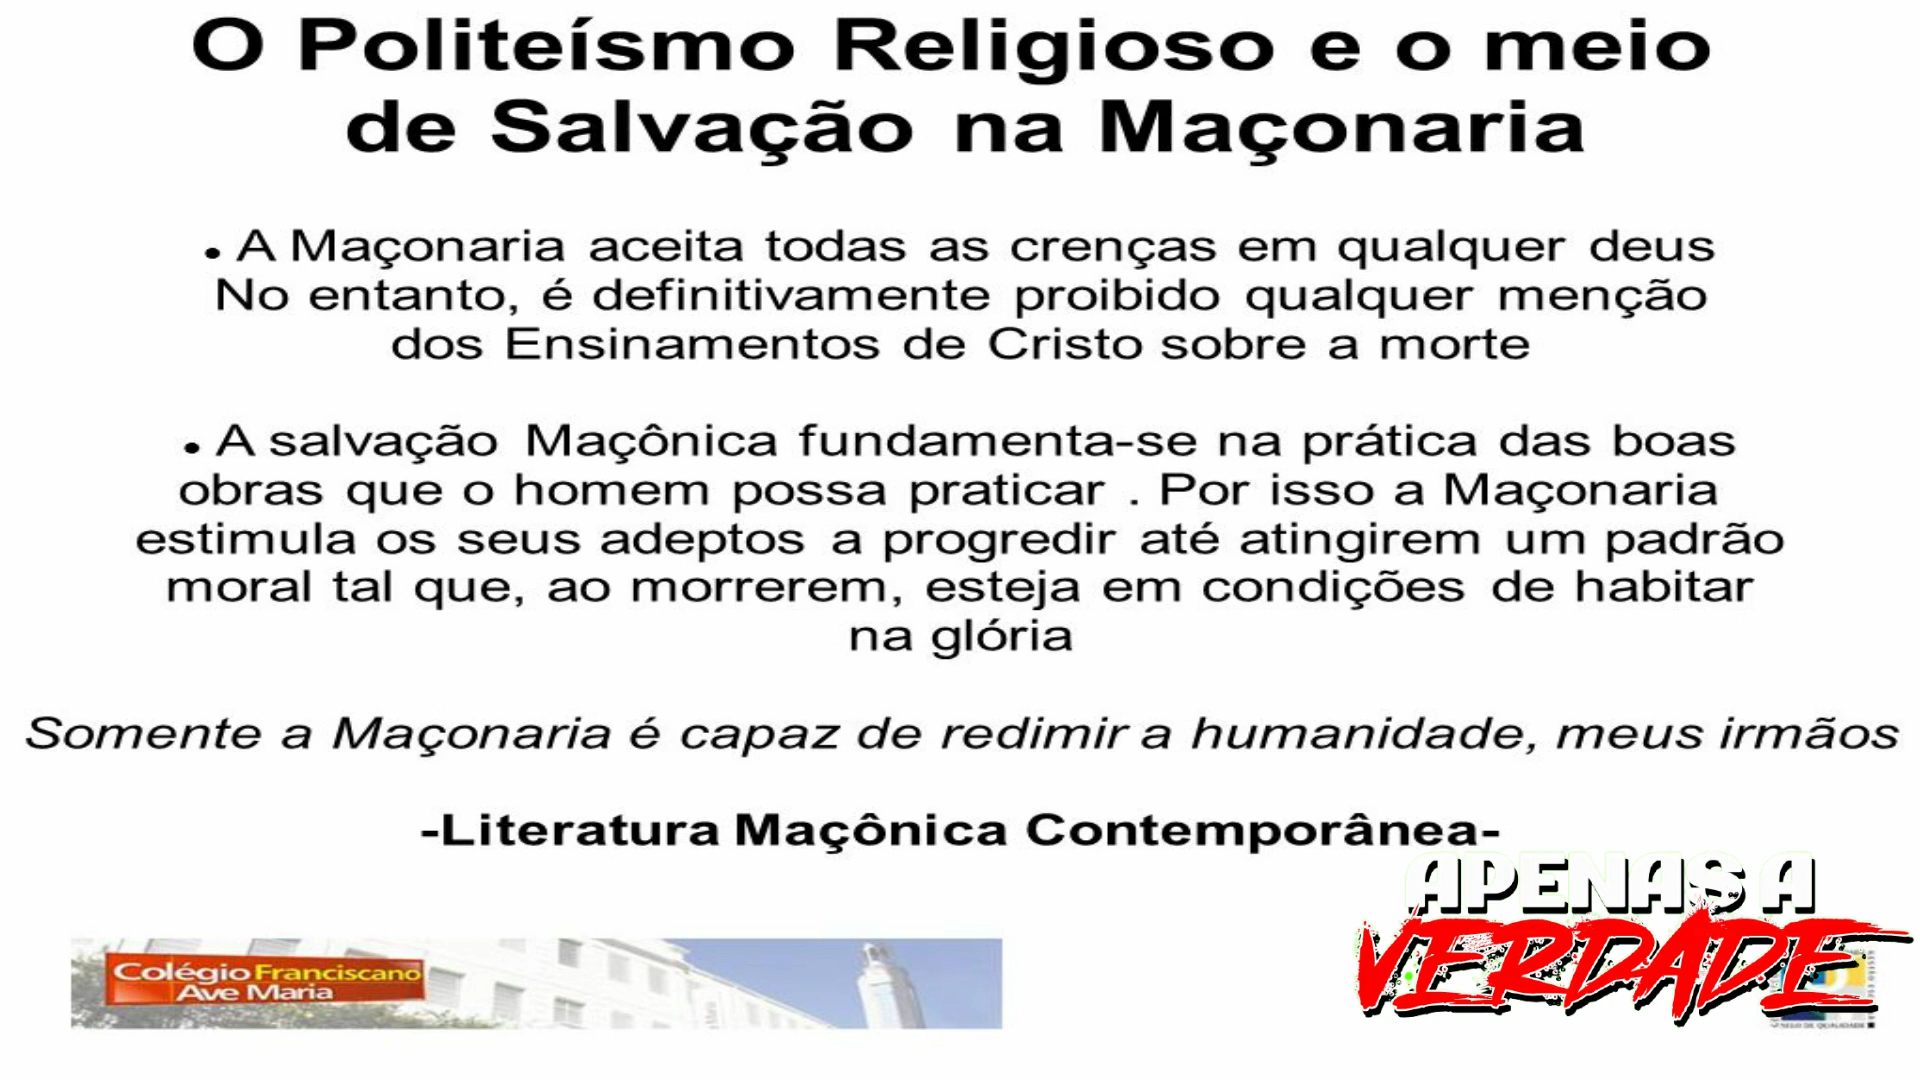 O Politeísmo Religioso e o meio
de Salvação na Maçonaria
• A Maçonaria aceita todas as crenças em qualquer deus
No entanto, é definitivamente proibido qualquer menção
dos Ensinamentos de Cristo sobre a morte
• A salvação Maçônica fundamenta-se na prática das boas
obras que o homem possa praticar . Por isso a Maçonaria
estimula os seus adeptos a progredir até atingirem um padrão
moral tal que, ao morrerem, esteja em condições de habitar
na glória
Somente a Maçonaria é capaz de redimir a humanidade, meus irmãos
-Literatura Maçônica Contemporânea-
APENAS A
VERDADE
Colégio Franciscano
Ave Maria
SELO DE QUALIDADE